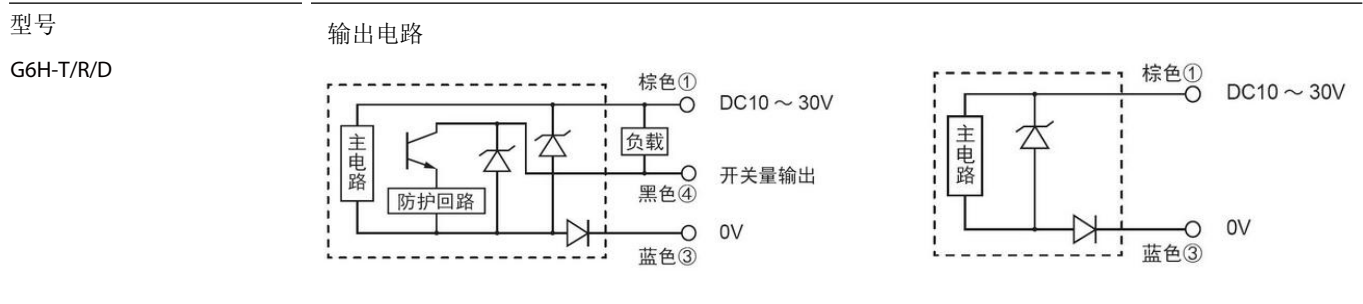 型号
输出电路
G6H-T/R/D
棕色①
DC10～30V
主电路
负载
防护回路
开关量输出
黑色④
0V
蓝色③
棕色①
DC10～30V
主电路
0V
蓝色③